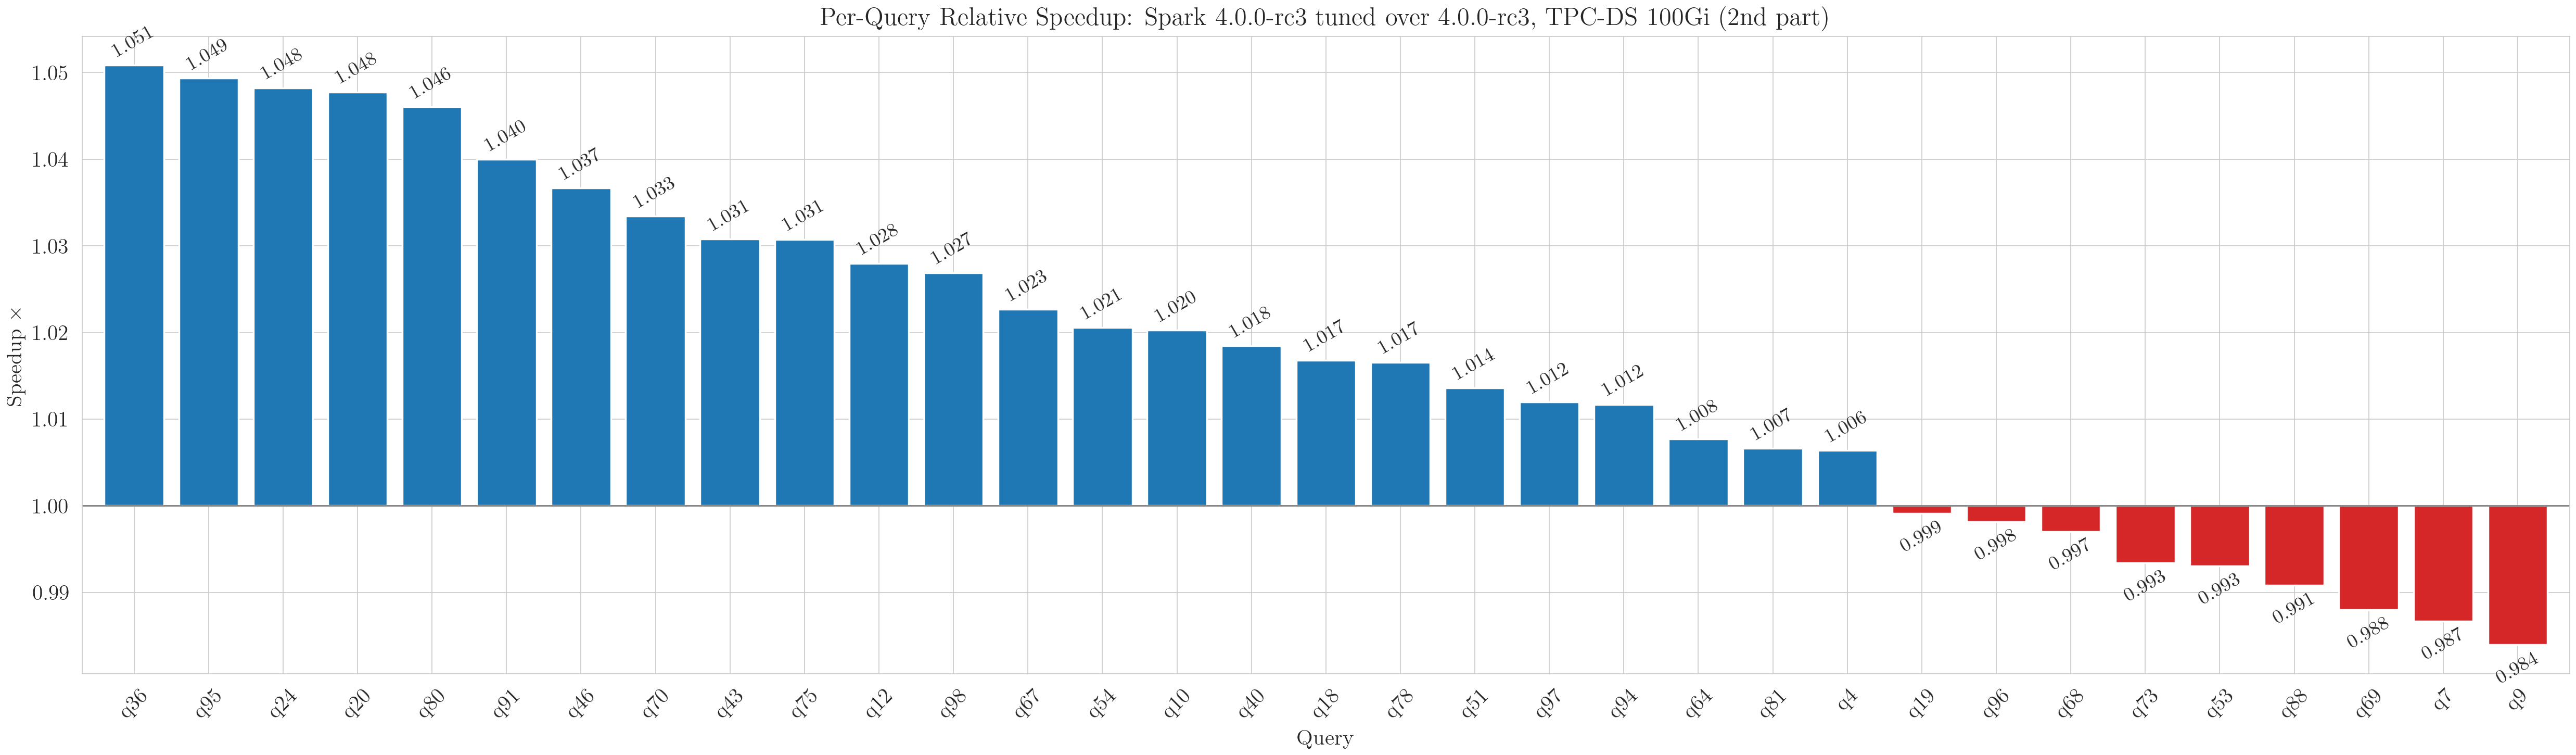 Per-Query Relative Speedup: Spark 4.0.0-rc3 tuned over 4.0.0-rc3, TPC-DS 100Gi (2nd part)
Speedup ×
1.05
1.04
1.03
1.02
1.01
1.00
0.99
1.051
1.049
1.048
1.048
1.046
1.040
1.037
1.033
1.031
1.031
1.028
1.027
1.023
1.021
1.020
1.018
1.017
1.017
1.014
1.012
1.012
1.008
1.007
1.006
0.999
0.998
0.997
0.993
0.993
0.991
0.988
0.987
0.984
q36
q95
q24
q20
q80
q91
q46
q70
q43
q75
q12
q98
q67
q54
q10
q40
q18
q78
q51
q97
q94
q64
q81
q4
q19
q96
q68
q73
q53
q88
q69
q7
q9
Query